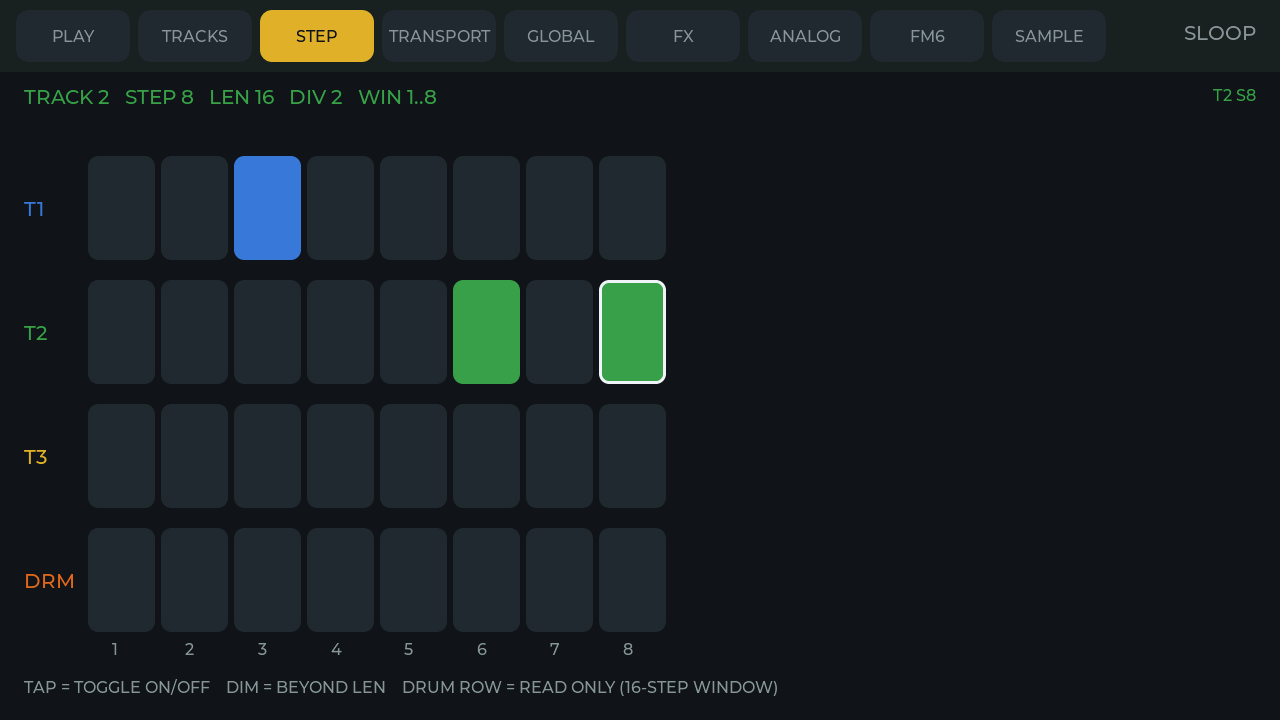 PLAY TRACKS STEP TRANSPORT GLOBAL FX ANALOG FM6 SAMPLE SLOOP
TRACK 2 STEP 8 LEN 16 DIV 2 WIN 1..8 T2 S8
T1
T2
T3
DRM
1 2 3 4 5 6 7 8
TAP = TOGGLE ON/OFF DIM = BEYOND LEN DRUM ROW = READ ONLY (16-STEP WINDOW)